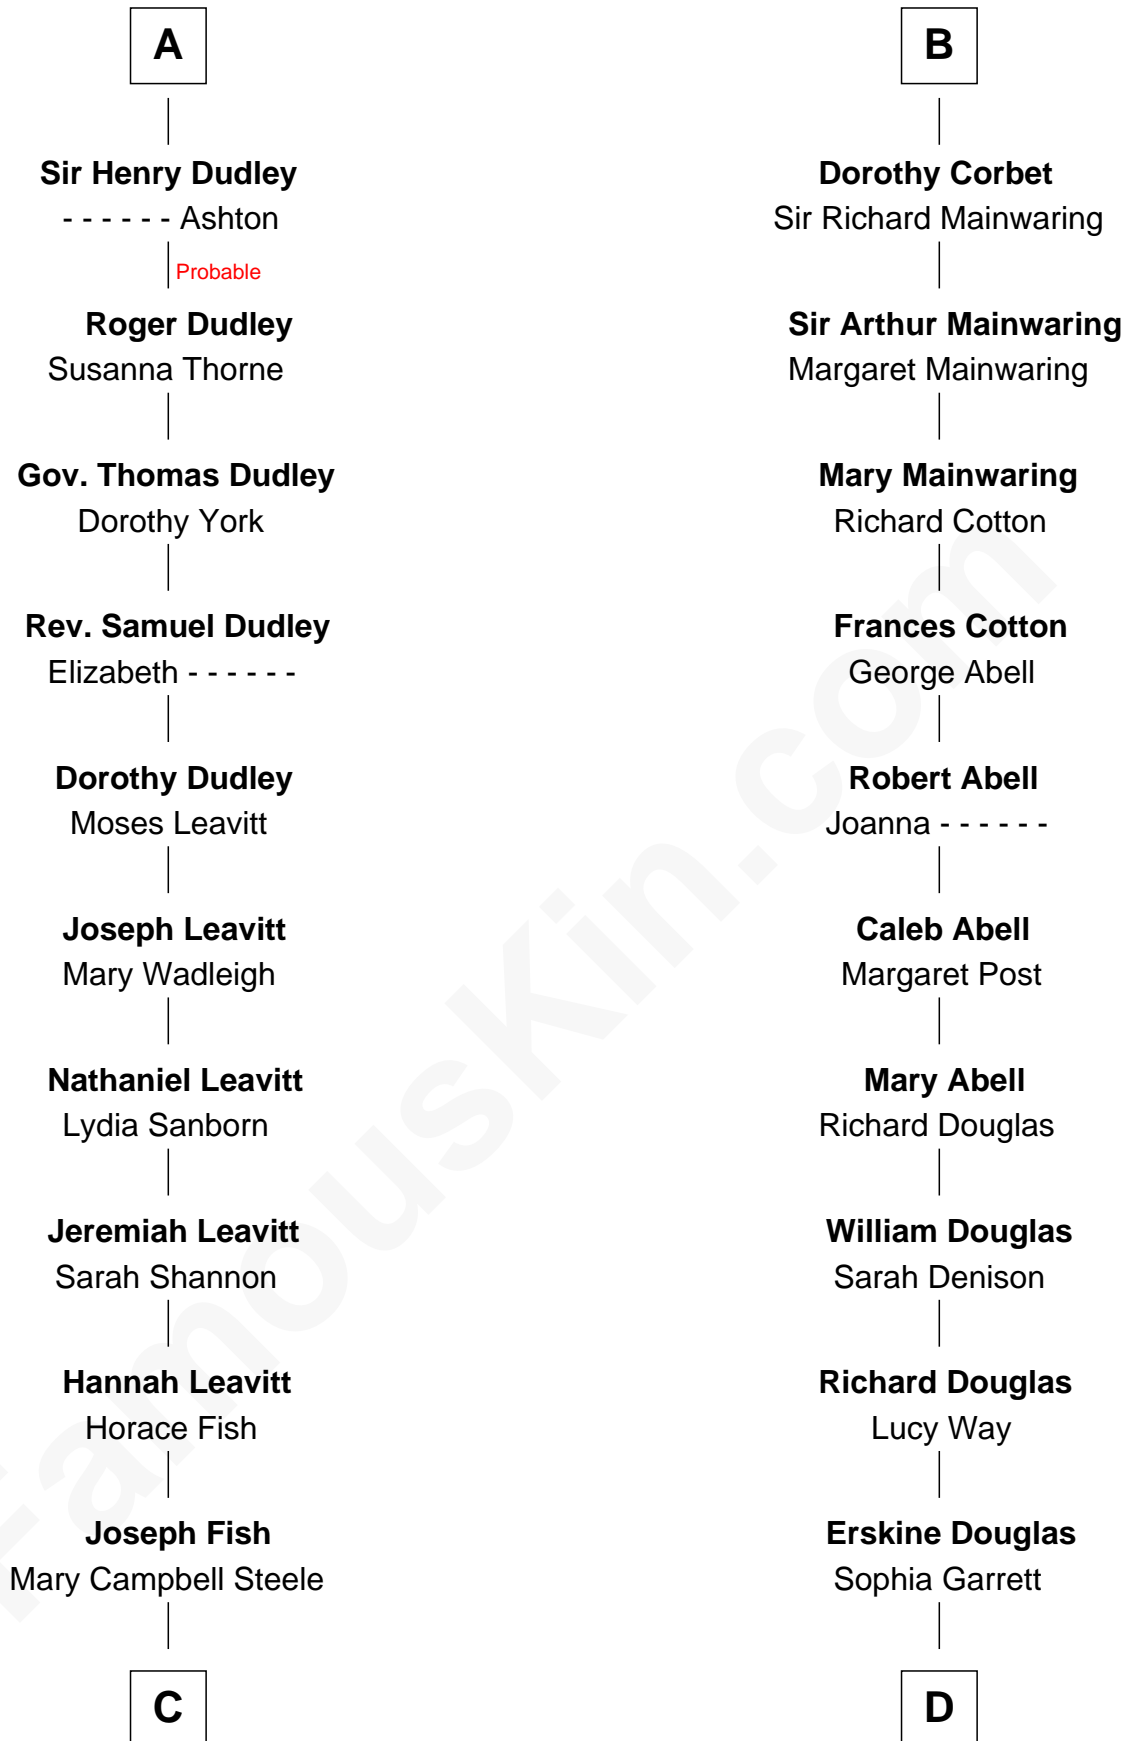 A
Sir Henry Dudley
- - - - - - Ashton
Probable
Roger Dudley
Susanna Thorne
Gov. Thomas Dudley
Dorothy York
Rev. Samuel Dudley
Elizabeth - - - - - -
Dorothy Dudley
Moses Leavitt
Joseph Leavitt
Mary Wadleigh
Nathaniel Leavitt
Lydia Sanborn
Jeremiah Leavitt
Sarah Shannon
Hannah Leavitt
Horace Fish
Joseph Fish
Mary Campbell Steele
C
B
Dorothy Corbet
Sir Richard Mainwaring
Sir Arthur Mainwaring
Margaret Mainwaring
Mary Mainwaring
Richard Cotton
Frances Cotton
George Abell
Robert Abell
Joanna - - - - - -
Caleb Abell
Margaret Post
Mary Abell
Richard Douglas
William Douglas
Sarah Denison
Richard Douglas
Lucy Way
Erskine Douglas
Sophia Garrett
D
FamousKin.com